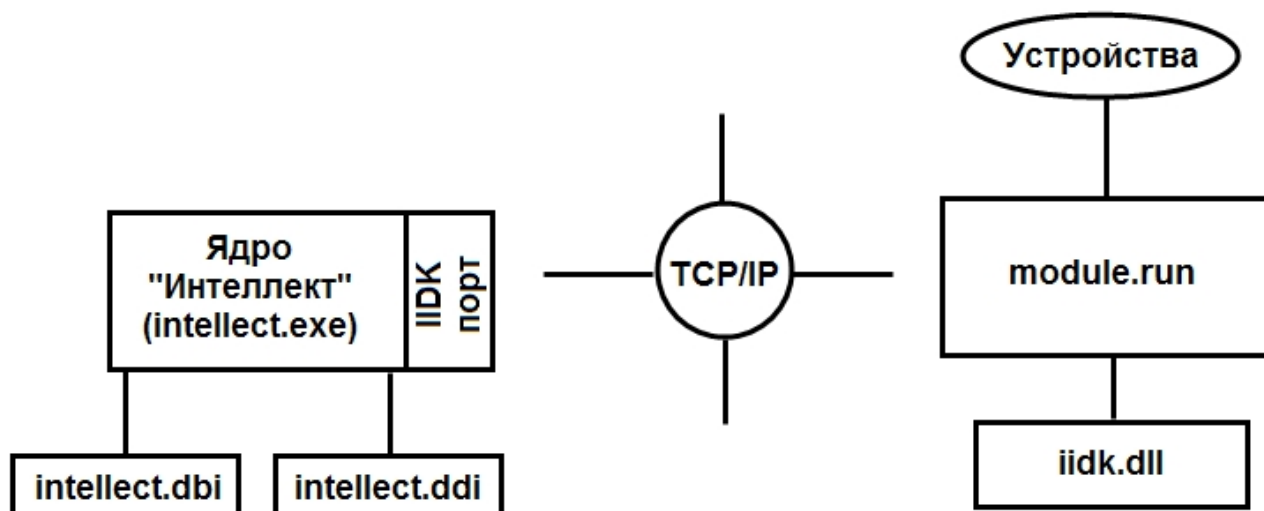 Устройства
Ядро
"Интеллект"
(intellect.exe)
IIDK
порт
TCP/IP
module.run
intellect.dbi
intellect.ddi
iidk.dll